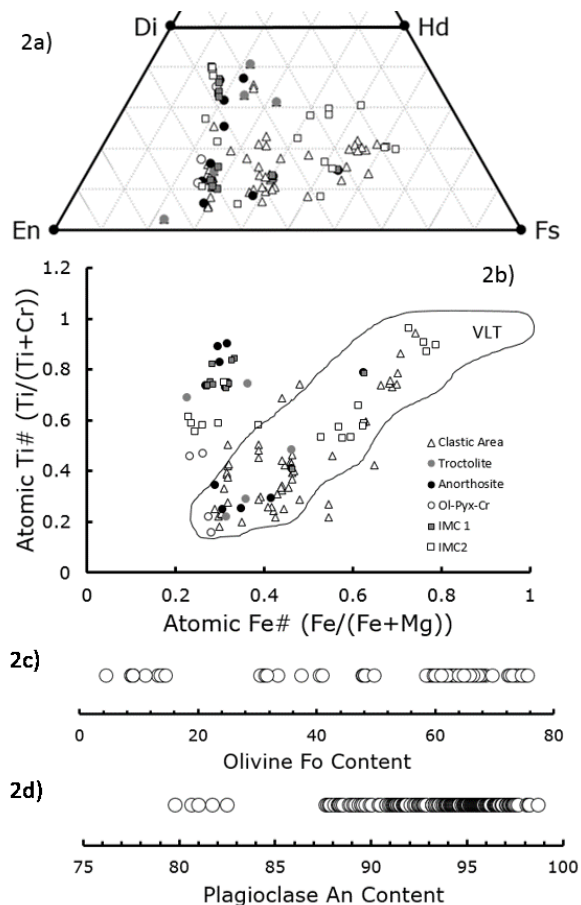 2a)
Di
Hd
En
Fs
2b)
1.2
1
0.8
0.6
0.4
0.2
0
Atomic Ti# (Ti/(Ti+Cr))
VLT
Clastic Area
Troctolite
Anorthosite
Ol-Pyx-Cr
IMC 1
IMC2
0 0.2 0.4 0.6 0.8 1
Atomic Fe# (Fe/(Fe+Mg))
2c)
0 20 40 60 80
Olivine Fo Content
2d)
75 80 85 90 95 100
Plagioclase An Content